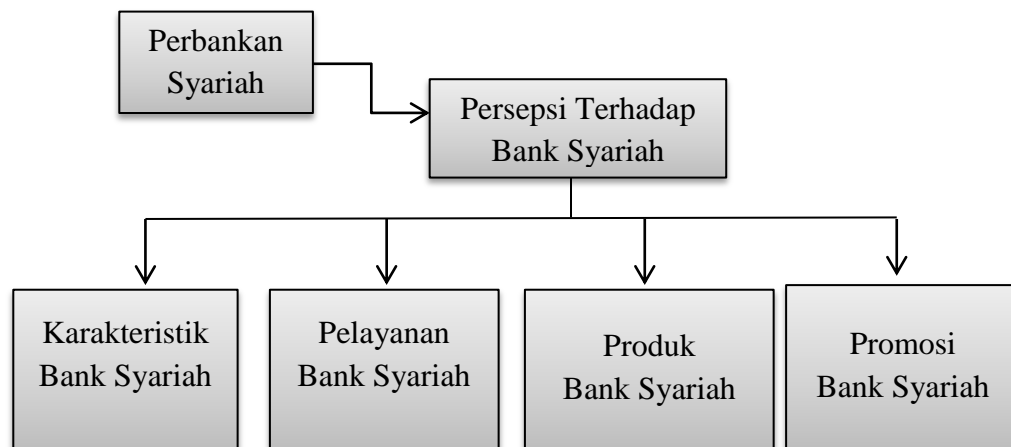 Perbankan
Syariah
Persepsi Terhadap
Bank Syariah
Karakteristik
Bank Syariah
Pelayanan
Bank Syariah
Produk
Bank Syariah
Promosi
Bank Syariah